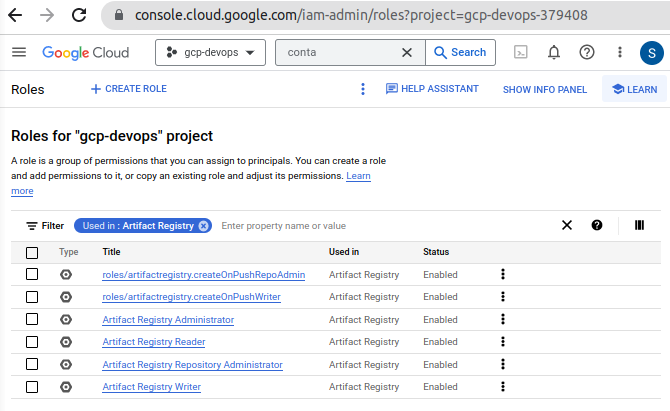 console.cloud.google.com/iam-admin/roles?project=gcp-devops-379408
Google Cloud gcp-devops conta Search S
Roles CREATE ROLE HELP ASSISTANT SHOW INFO PANEL LEARN
Roles for "gcp-devops" project
A role is a group of permissions that you can assign to principals. You can create a role
and add permissions to it, or copy an existing role and adjust its permissions. Learn
more
Filter Used in : Artifact Registry Enter property name or value
Type Title Used in Status
roles/artifactregistry.createOnPushRepoAdmin Artifact Registry Enabled
roles/artifactregistry.createOnPushWriter Artifact Registry Enabled
Artifact Registry Administrator Artifact Registry Enabled
Artifact Registry Reader Artifact Registry Enabled
Artifact Registry Repository Administrator Artifact Registry Enabled
Artifact Registry Writer Artifact Registry Enabled